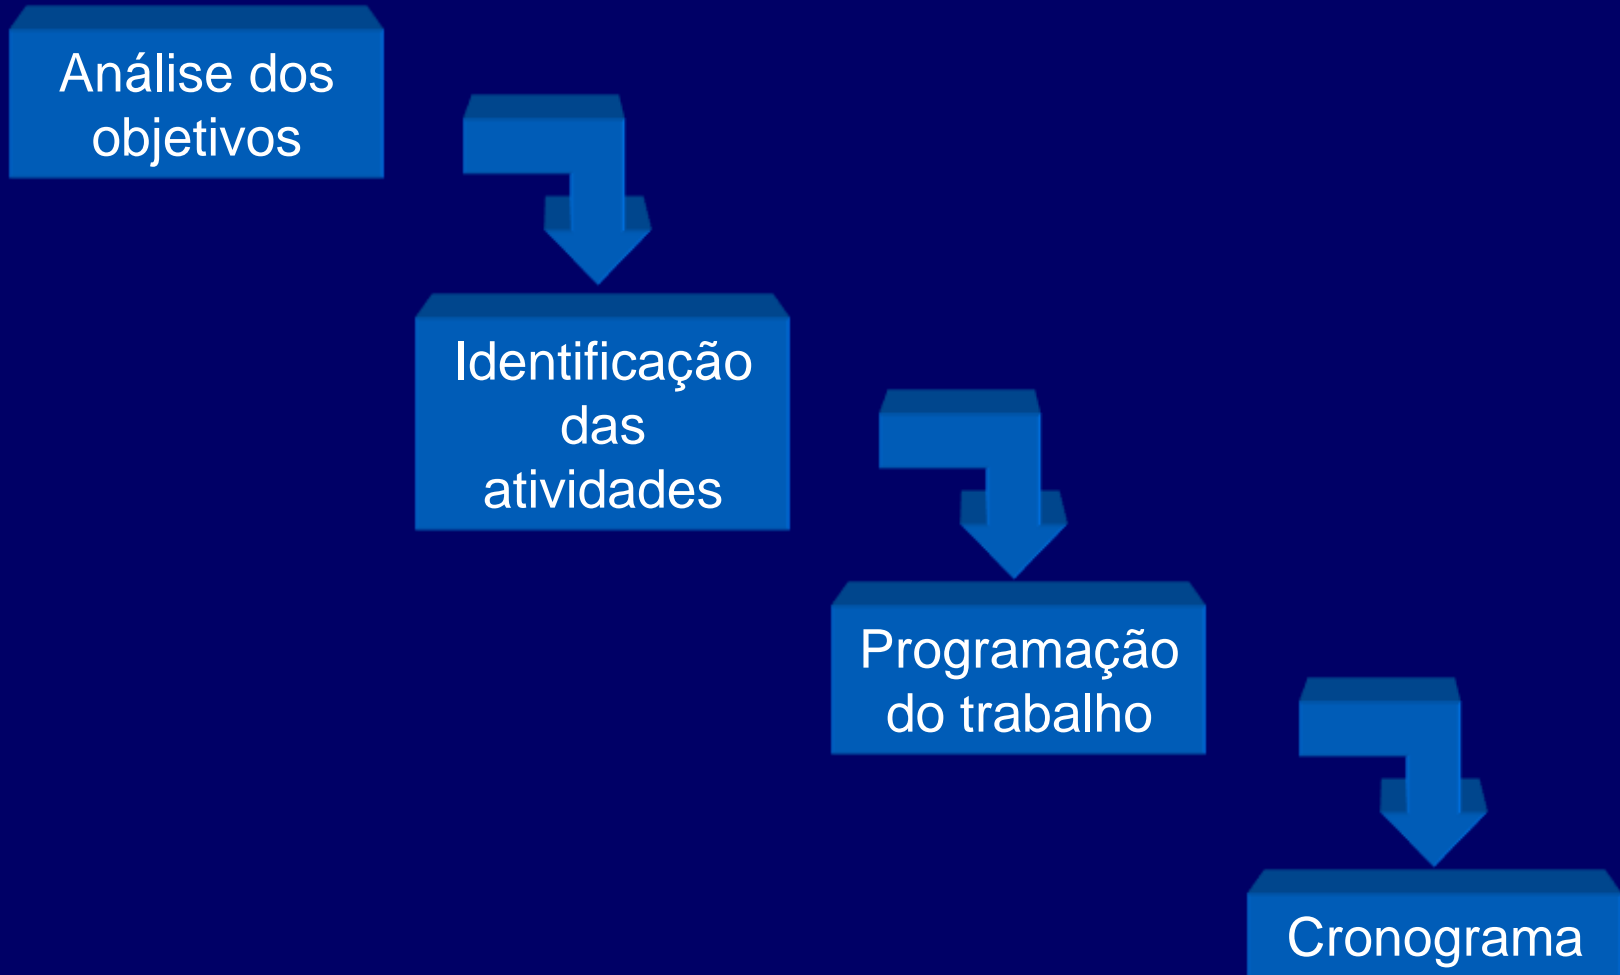 Análise dos
objetivos
Identificação
das
atividades
Programação
do trabalho
Cronograma